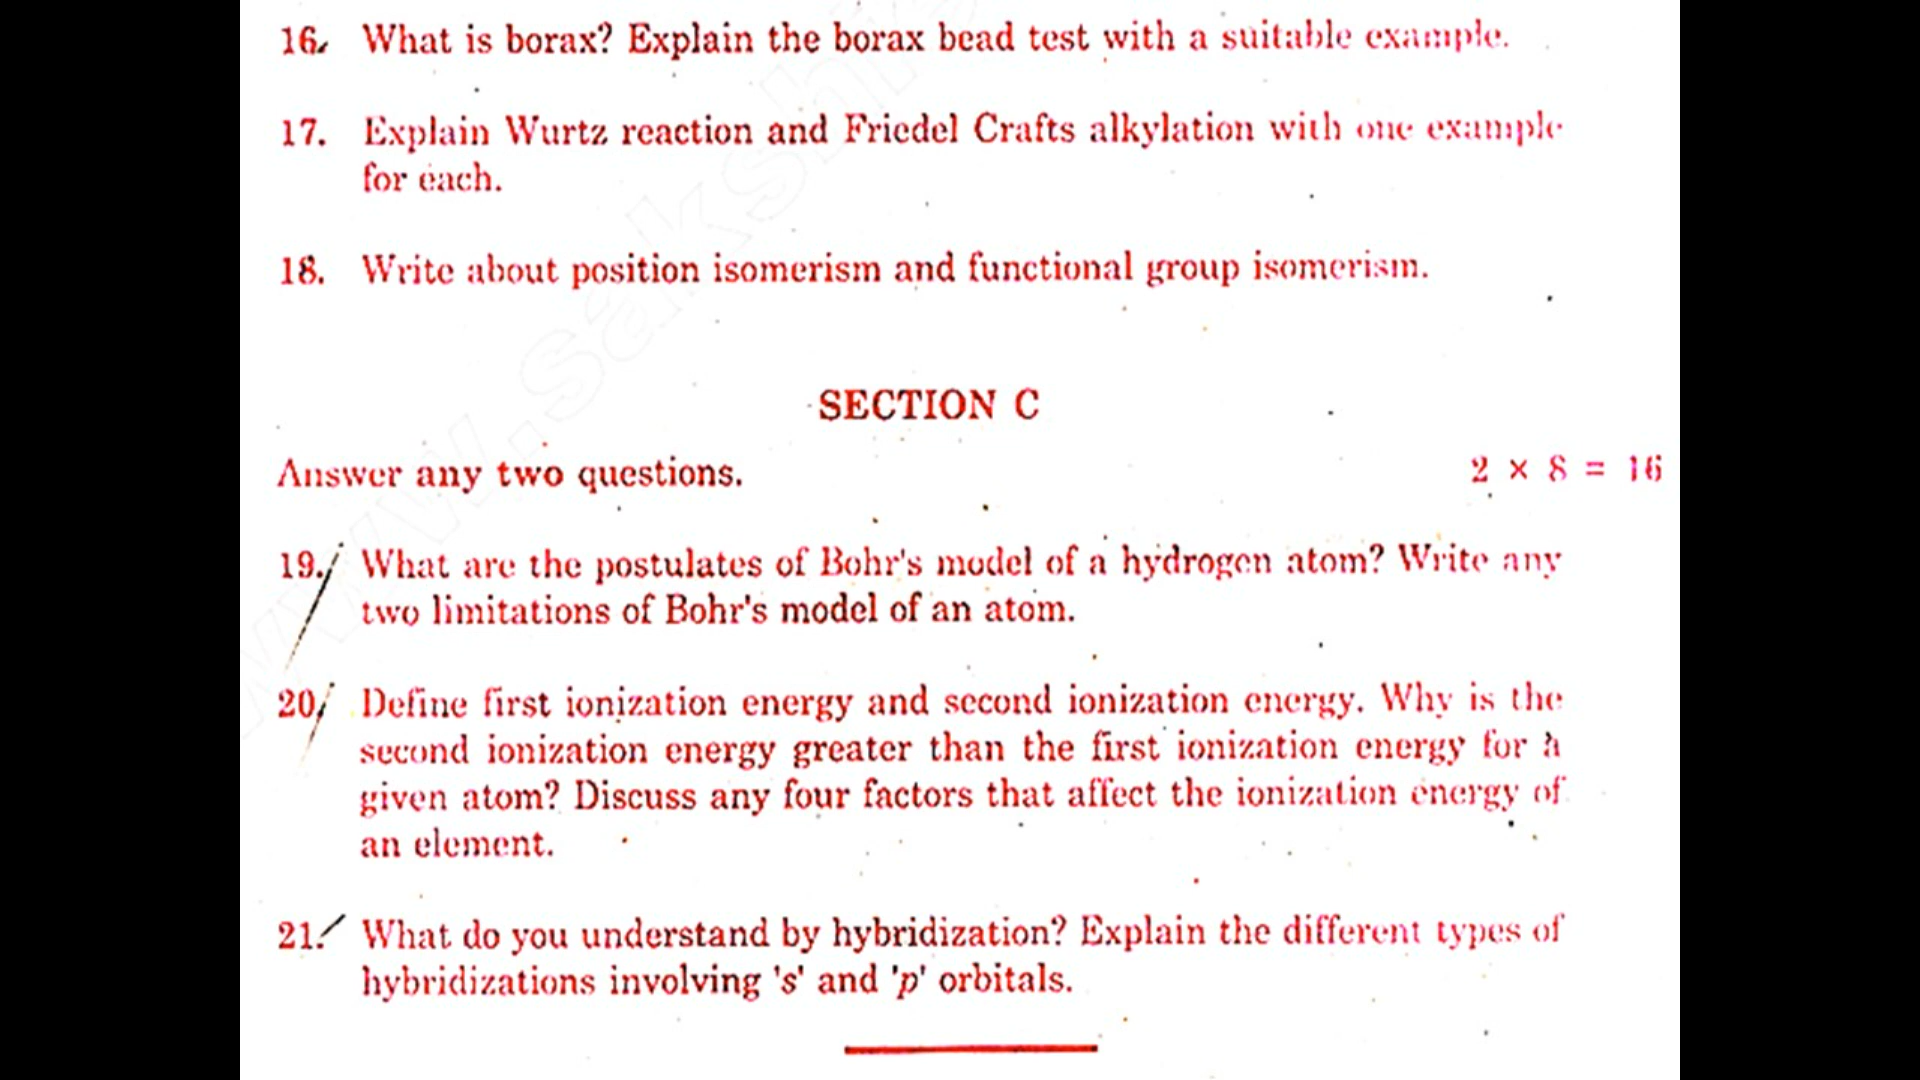 16. What is borax? Explain the borax bead test with a suitable example.
17. Explain Wurtz reaction and Friedel Crafts alkylation with one example
for each.
18. Write about position isomerism and functional group isomerism.
SECTION C
Answer any two questions. 2 × 8 = 16
19. What are the postulates of Bohr's model of a hydrogen atom? Write any
two limitations of Bohr's model of an atom.
20. Define first ionization energy and second ionization energy. Why is the
second ionization energy greater than the first ionization energy for a
given atom? Discuss any four factors that affect the ionization energy of
an element.
21. What do you understand by hybridization? Explain the different types of
hybridizations involving 's' and 'p' orbitals.